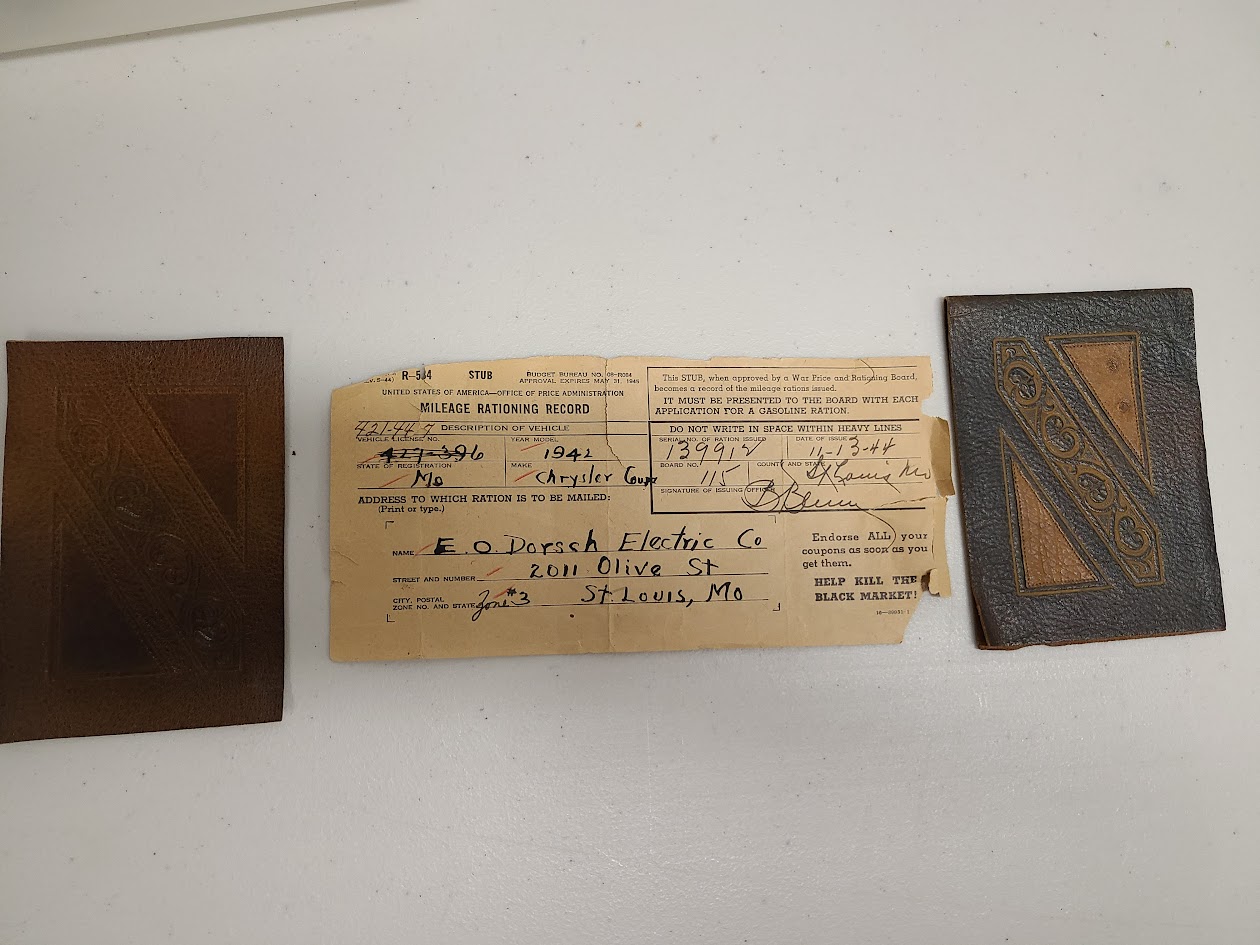 R-534 STUB BUDGET BUREAU NO. 08-R084
APPROVAL EXPIRES MAY 31, 1945
UNITED STATES OF AMERICA—OFFICE OF PRICE ADMINISTRATION
MILEAGE RATIONING RECORD
421-447 DESCRIPTION OF VEHICLE
VEHICLE LICENSE NO. YEAR MODEL
1942
STATE OF REGISTRATION MAKE
Mo Chrysler Coupe
ADDRESS TO WHICH RATION IS TO BE MAILED:
(Print or type.)
NAME E. O. Dorsch Electric Co
STREET AND NUMBER 2011 Olive St
CITY, POSTAL
ZONE NO. AND STATE Zone #3 St. Louis, Mo
This STUB, when approved by a War Price and Rationing Board,
becomes a record of the mileage rations issued.
IT MUST BE PRESENTED TO THE BOARD WITH EACH
APPLICATION FOR A GASOLINE RATION.
DO NOT WRITE IN SPACE WITHIN HEAVY LINES
SERIAL NO. OF RATION ISSUED DATE OF ISSUE
11-13-44
BOARD NO. COUNTY AND STATE
115 St Louis Mo
SIGNATURE OF ISSUING OFFICER
Endorse ALL your
coupons as soon as you
get them.
HELP KILL THE
BLACK MARKET!